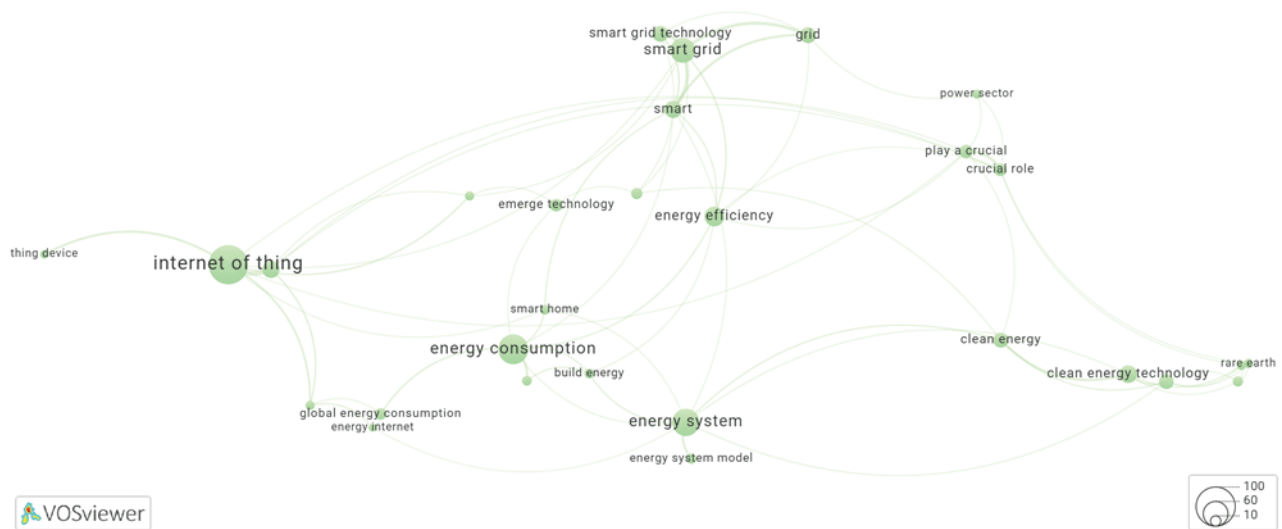 smart grid technology
grid
smart grid
power sector
smart
play a crucial
crucial role
emerge technology
energy efficiency
thing device
internet of thing
smart home
clean energy
energy consumption
rare earth
build energy
clean energy technology
global energy consumption
energy system
energy internet
energy system model
100
60
10
VOSviewer